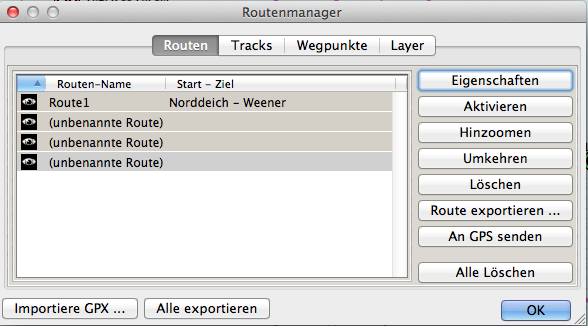 Routenmanager
Routen Tracks Wegpunkte Layer
Routen-Name Start - Ziel
Route1 Norddeich - Weener
(unbenannte Route)
(unbenannte Route)
(unbenannte Route)
Eigenschaften
Aktivieren
Hinzoomen
Umkehren
Löschen
Route exportieren ...
An GPS senden
Alle Löschen
Importiere GPX ... Alle exportieren OK